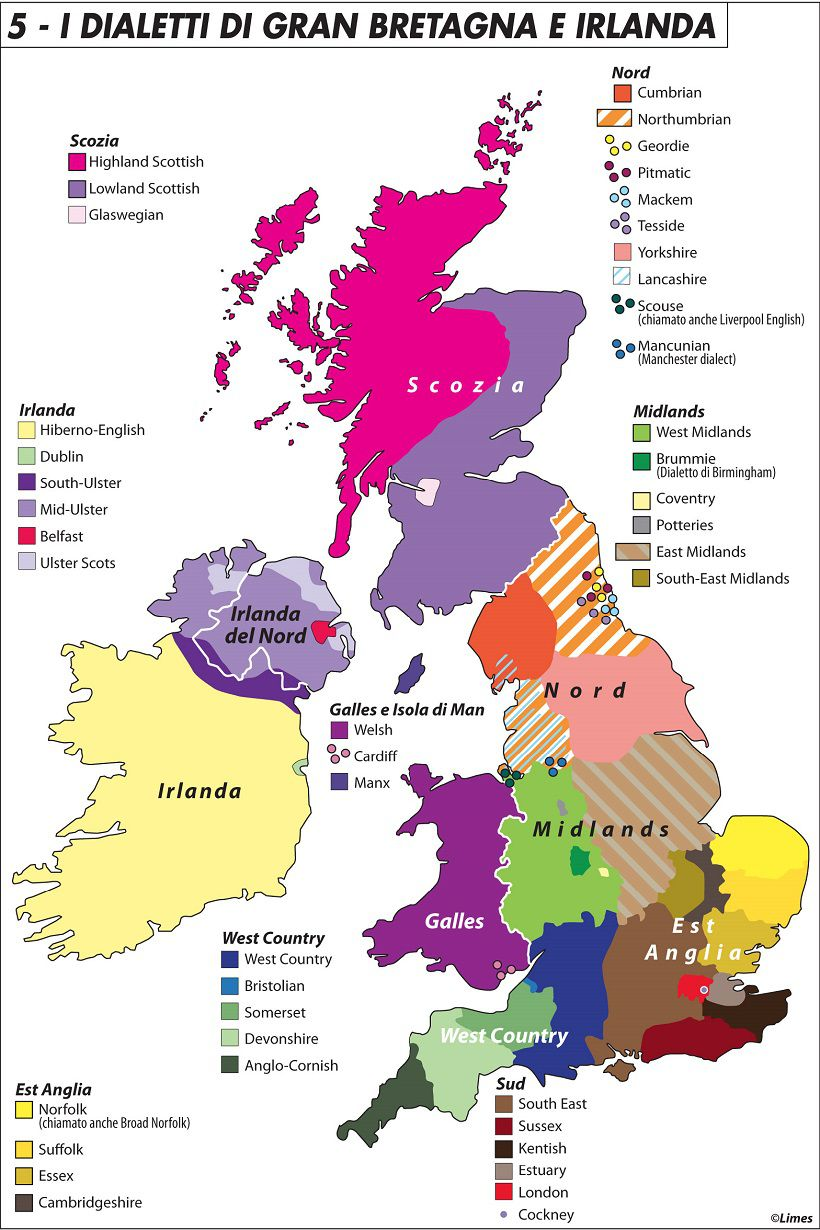 5 - I DIALETTI DI GRAN BRETAGNA E IRLANDA
Nord
Cumbrian
Northumbrian
Geordie
Pitmatic
Mackem
Tesside
Yorkshire
Lancashire
Scouse
(chiamato anche Liverpool English)
Mancunian
(Manchester dialect)
Scozia
Highland Scottish
Lowland Scottish
Glaswegian
Scozia
Irlanda
Hiberno-English
Dublin
South-Ulster
Mid-Ulster
Belfast
Ulster Scots
Midlands
West Midlands
Brummie
(Dialetto di Birmingham)
Coventry
Potteries
East Midlands
South-East Midlands
Irlanda
del Nord
Nord
Galles e Isola di Man
Welsh
Cardiff
Manx
Irlanda
Midlands
Galles
Est
Anglia
West Country
West Country
Bristolian
Somerset
Devonshire
Anglo-Cornish
West Country
Est Anglia
Norfolk
(chiamato anche Broad Norfolk)
Suffolk
Essex
Cambridgeshire
Sud
South East
Sussex
Kentish
Estuary
London
Cockney
©Limes